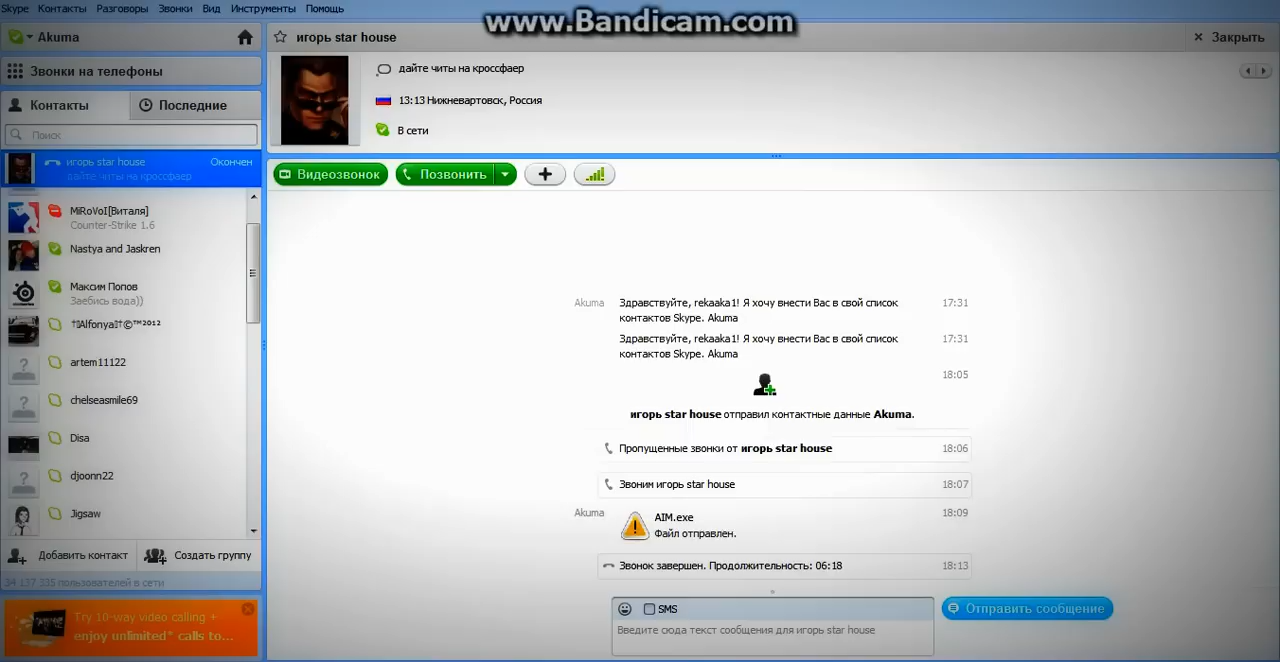 Skype Контакты Разговоры Звонки Вид Инструменты Помощь
www.Bandicam.com
Akuma
Звонки на телефоны
Контакты
Последние
Поиск
игорь star house
Окончен
дайте читы на кроссфаер
MiRoVoI[Виталя]
Counter-Strike 1.6
Nastya and Jaskren
Максим Попов
Заебись вода))
†Alfonya†©™²⁰¹²
artem11122
chelseasmile69
Disa
djoonn22
Jigsaw
Добавить контакт
Создать группу
34 137 335 пользователей в сети
Try 10-way video calling +
enjoy unlimited* calls to...
игорь star house
Закрыть
дайте читы на кроссфаер
13:13 Нижневартовск, Россия
В сети
Видеозвонок
Позвонить
Akuma
Здравствуйте, rekaaka1! Я хочу внести Вас в свой список
17:31
контактов Skype. Akuma
Здравствуйте, rekaaka1! Я хочу внести Вас в свой список
17:31
контактов Skype. Akuma
18:05
игорь star house отправил контактные данные Akuma.
Пропущенные звонки от игорь star house
18:06
Звоним игорь star house
18:07
Akuma
AIM.exe
18:09
Файл отправлен.
Звонок завершен. Продолжительность: 06:18
18:13
SMS
Введите сюда текст сообщения для игорь star house
Отправить сообщение